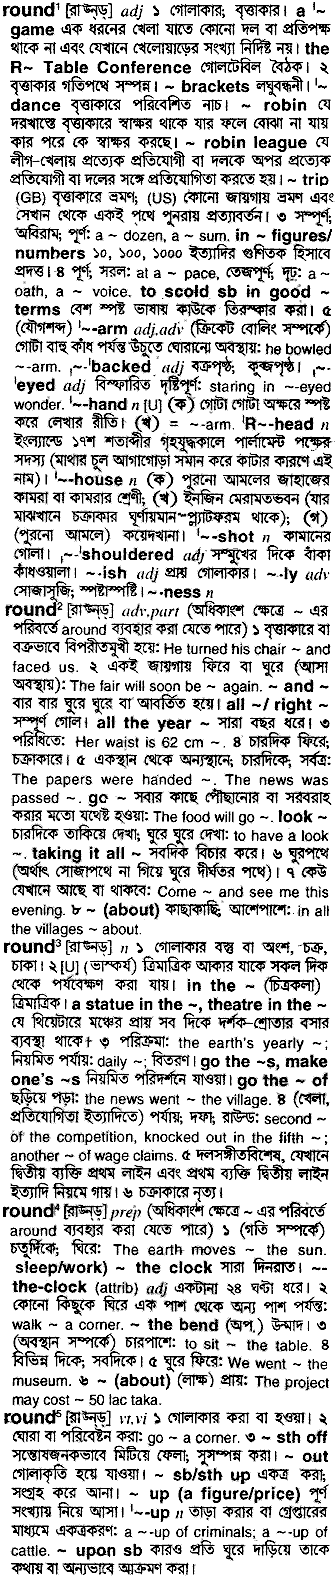 round¹ [রাউন্‌ড্] adj ১ গোলাকার; বৃত্তাকার। a ˈ~
game এক ধরনের খেলা যাতে কোনো দল বা প্রতিপক্ষ
থাকে না এবং যেখানে খেলোয়াড়ের সংখ্যা নির্দিষ্ট নয়। the
R~ Table Conference গোলটেবিল বৈঠক। ২
বৃত্তাকার গতিপথে সম্পন্ন। ~ brackets লঘুবন্ধনী। ˈ~
dance বৃত্তাকারে পরিবেশিত নাচ। ~ robin যে
দরখাস্তে বৃত্তাকারে স্বাক্ষর থাকে যার ফলে বোঝা না যায়
কার পরে কে স্বাক্ষর করছে। ~ robin league যে
লীগ-খেলায় প্রত্যেক প্রতিযোগী বা দলকে অপর প্রত্যেক
প্রতিযোগী বা দলের সঙ্গে প্রতিযোগিতা করতে হয়। ~ trip
(GB) বৃত্তাকারে ভ্রমণ; (US) কোনো জায়গায় ভ্রমণ এবং
সেখান থেকে একই পথে পুনরায় প্রত্যাবর্তন। ৩ সম্পূর্ণ,
অবিরাম; পূর্ণ: a ~ dozen, a ~ sum. in ~ figures/
numbers ১০, ১০০, ১০০০ ইত্যাদির গুণিতক হিসাবে
প্রদত্ত। ৪ পূর্ণ, সরল: at a ~ pace, তেজপূর্ণ; দৃঢ়: a ~
oath, a ~ voice. to scold sb in good ~
terms বেশ স্পষ্ট ভাষায় কাউকে তিরস্কার করা। ৫
(যৌগশব্দ) ˈ~-arm adj,adv (ক্রিকেট বোলিং সম্পর্কে)
গোটা বাহু কাঁধ পর্যন্ত উঁচুতে ঘোরানো অবস্থায়: he bowled
~-arm. ˌ~-ˈbacked adj বক্রপৃষ্ঠ; কুব্জপৃষ্ঠ। ˌ~-
ˈeyed adj বিস্ফারিত দৃষ্টিপূর্ণ: staring in ~-eyed
wonder. ˈ~-hand n [U] (ক) গোটা গোটা অক্ষরে স্পষ্ট
করে লেখার রীতি। (খ) = ~-arm. ˈR~-head n
ইংল্যান্ডে ১৭শ শতাব্দীর গৃহযুদ্ধকালে পার্লামেন্ট পক্ষের
সদস্য (মাথার চুল আগাগোড়া সমান করে কাটার কারণে এই
নাম)। ˈ~-house n (ক) পুরনো আমলের জাহাজের
কামরা বা কামরার শ্রেণী; (খ) ইনজিন মেরামতভবন (যার
মাঝখানে চক্রাকার ঘূর্ণায়মান প্ল্যাটফরম থাকে); (গ)
(পুরনো আমলে) কয়েদখানা। ˈ~-shot n কামানের
গোলা। ˌ~-ˈshouldered adj সম্মুখের দিকে বাঁকা
কাঁধওয়ালা। ~-ish adj প্রায় গোলাকার। ~-ly adv
সোজাসুজি; স্পষ্টাস্পষ্টি। ~-ness n
round² [রাউন্‌ড্] adv.part (অধিকাংশ ক্ষেত্রে ~ এর
পরিবর্তে around ব্যবহার করা যেতে পারে) ১ বৃত্তাকারে বা
বক্রভাবে বিপরীতমুখী হয়ে: He turned his chair ~ and
faced us. ২ একই জায়গায় ফিরে বা ঘুরে (আসা
অবস্থায়): The fair will soon be ~ again. ~ and ~
বার বার ঘুরে ঘুরে বা আবর্তিত হয়ে। all ~/ right ~
সম্পূর্ণ গোল। all the year ~ সারা বছর ধরে। ৩
পরিধিতে: Her waist is 62 cm ~. ৪ চারদিক ফিরে;
চক্রাকারে। ৫ একস্থান থেকে অন্যস্থানে; চারদিকে; সর্বত্র:
The papers were handed ~. The news was
passed ~. go ~ সবার কাছে পৌঁছানোর বা সরবরাহ
করার মতো যথেষ্ট হওয়া: The food will go ~. look ~
চারদিকে তাকিয়ে দেখা; ঘুরে ঘুরে দেখা: to have a look
~. taking it all ~ সবদিক বিচার করে। ৬ ঘুরপথে
(অর্থাৎ সোজাপথে না গিয়ে ঘুরে দীর্ঘতর পথে)। ৭ কেউ
যেখানে আছে বা থাকবে: Come ~ and see me this
evening. ৮ ~ (about) কাছাকাছি; আশেপাশে: in all
the villages ~ about.
round³ [রাউন্‌ড্] n ১ গোলাকার বস্তু বা অংশ, চক্র,
চাকা। ২ [U] (ভাস্কর্য) ত্রিমাত্রিক আকার যাকে সকল দিক
থেকে পর্যবেক্ষণ করা যায়। in the ~ (চিত্রকলা)
ত্রিমাত্রিক। a statue in the ~, theatre in the ~
যে থিয়েটারে মঞ্চের প্রায় সব দিকে দর্শক-শ্রোতার বসার
ব্যবস্থা থাকে। ৩ পরিক্রমা: the earth's yearly ~;
নিয়মিত পর্যায়: daily ~; বিতরণ। go the ~s, make
one's ~s নিয়মিত পরিদর্শনে যাওয়া। go the ~ of
ছড়িয়ে পড়া: the news went ~ the village. ৪ (খেলা,
প্রতিযোগিতা ইত্যাদিতে) পর্যায়; দফা; রাউন্ড: second ~
of the competition, knocked out in the fifth ~;
another ~ of wage claims. ৫ দলসঙ্গীতবিশেষ, যেখানে
দ্বিতীয় ব্যক্তি প্রথম লাইন এবং প্রথম ব্যক্তি দ্বিতীয় লাইন
ইত্যাদি নিয়মে গায়। ৬ চক্রাকারে নৃত্য।
round⁴ [রাউন্‌ড্] prep (অধিকাংশ ক্ষেত্রে ~ এর পরিবর্তে
around ব্যবহার করা যেতে পারে) ১ (গতি সম্পর্কে)
চতুর্দিকে; ঘিরে: The earth moves ~ the sun.
sleep/work) ~ the clock সারা দিনরাত। ~-
the-clock (attrib) adj একটানা ২৪ ঘণ্টা ধরে। ২
কোনো কিছুকে ঘিরে এক পাশ থেকে অন্য পাশ পর্যন্ত:
walk ~ a corner. ~ the bend (অপ.) উন্মাদ। ৩
(অবস্থান সম্পর্কে) চারপাশে: to sit ~ the table. ৪
বিভিন্ন দিকে; সবদিকে। ৫ ঘুরে ফিরে: We went ~ the
museum. ৬ ~ (about) (লাক্ষ) প্রায়: The project
may cost ~ 50 lac taka.
round⁵ [রাউন্‌ড্] vt,vi ১ গোলাকার করা বা হওয়া। ২
ঘোরা বা পরিবেষ্টন করা: go ~ a corner. ৩ ~ sth off
সন্তোষজনকভাবে মিটিয়ে ফেলা; সুসম্পন্ন করা। ~ out
গোলাকৃতি হয়ে যাওয়া। ~ sb/sth up একত্র করা;
সংগ্রহ করে আনা। ~ up (a figure/price) পূর্ণ
সংখ্যায় নিয়ে আসা। ˈ~-up n তাড়া করার বা গ্রেপ্তারের
মাধ্যমে একত্রকরণ: a ~-up of criminals; a ~-up of
cattle. ~ upon sb কারও প্রতি ঘুরে দাড়িয়ে তাকে
কথায় বা অন্যভাবে আক্রমণ করা।